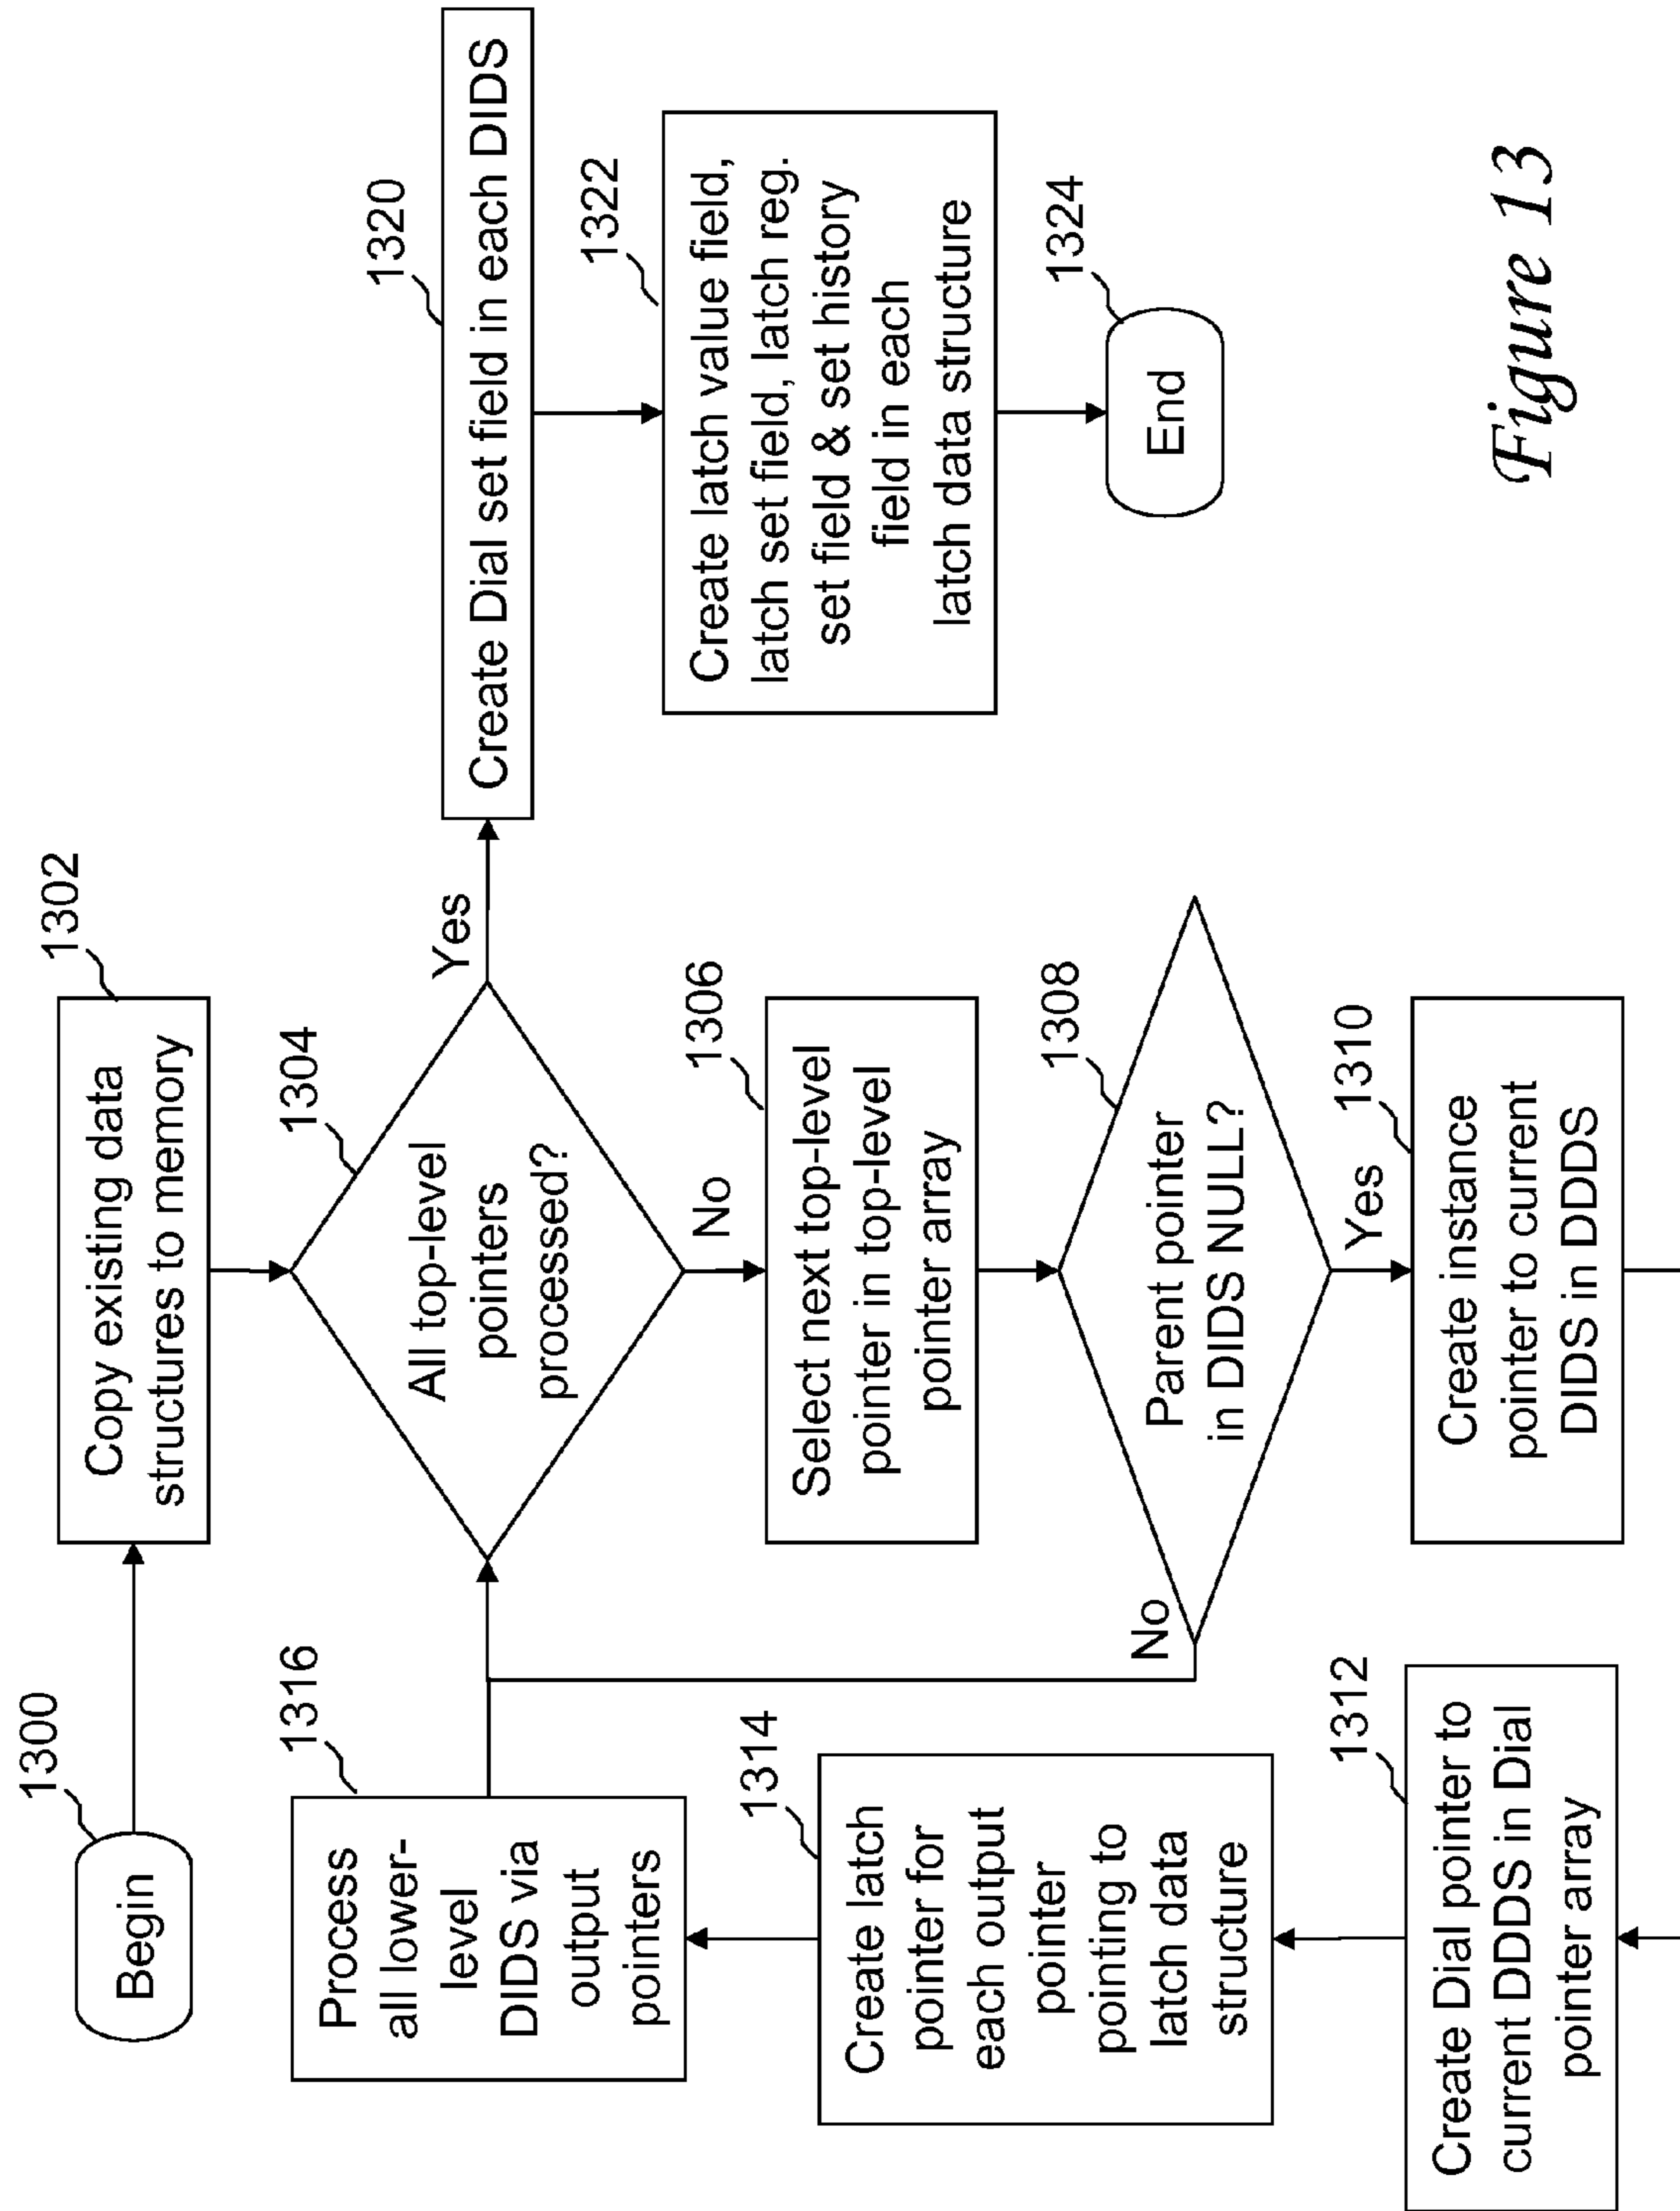 1300
Begin
1302
Copy existing data
structures to memory
1304
All top-level
pointers
processed?
Yes
No
1306
Select next top-level
pointer in top-level
pointer array
1308
Parent pointer
in DIDS NULL?
No
Yes
1310
Create instance
pointer to current
DIDS in DDDS
1312
Create Dial pointer to
current DDDS in Dial
pointer array
1314
Create latch
pointer for
each output
pointer
pointing to
latch data
structure
1316
Process
all lower-
level
DIDS via
output
pointers
1320
Create Dial set field in each DIDS
1322
Create latch value field,
latch set field, latch reg.
set field & set history
field in each
latch data structure
1324
End
Figure 13